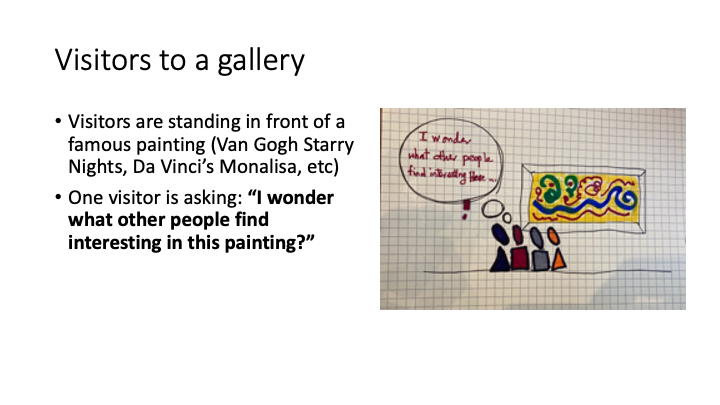 Visitors to a gallery
• Visitors are standing in front of a
famous painting (Van Gogh Starry
Nights, Da Vinci's Monalisa, etc)
• One visitor is asking: “I wonder
what other people find
interesting in this painting?”
I wonder
what other people
find interesting here ...